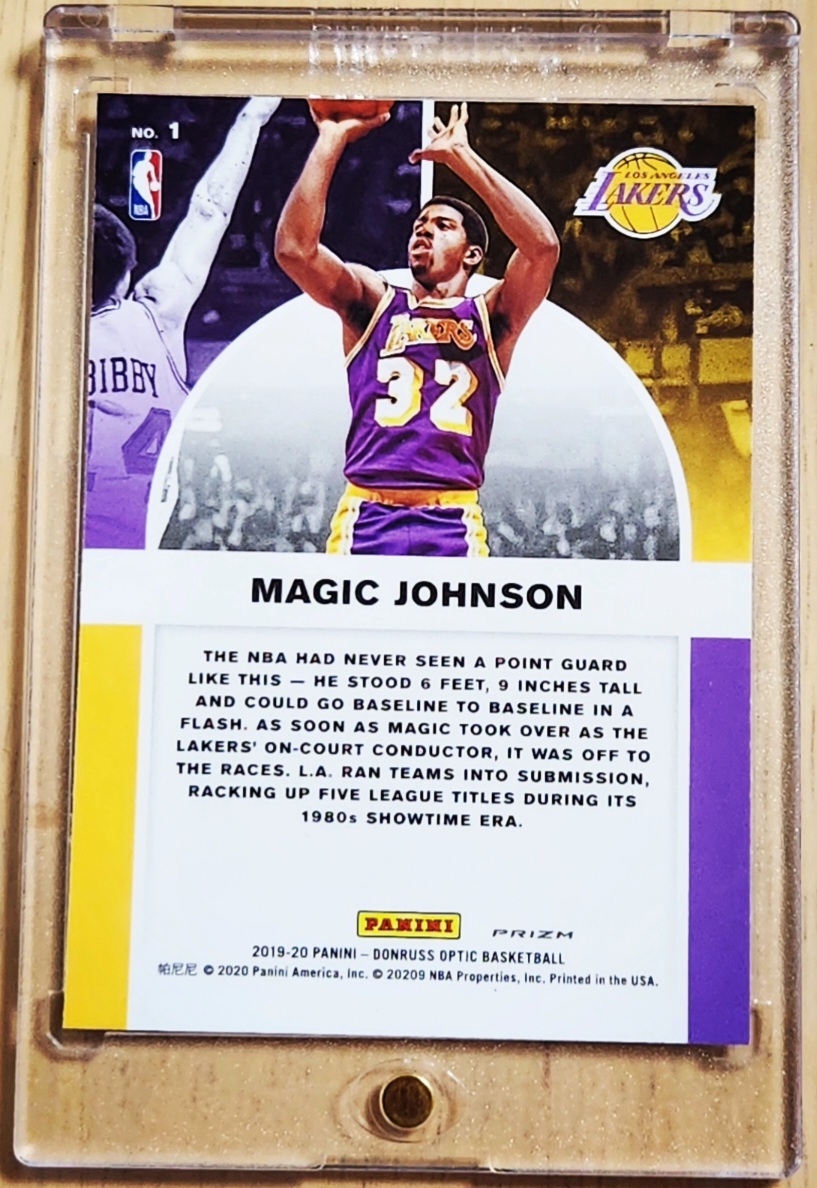 NO. 1
NBA
LOS ANGELES
LAKERS
BIBBY
4
LAKERS
32
MAGIC JOHNSON
THE NBA HAD NEVER SEEN A POINT GUARD
LIKE THIS — HE STOOD 6 FEET, 9 INCHES TALL
AND COULD GO BASELINE TO BASELINE IN A
FLASH. AS SOON AS MAGIC TOOK OVER AS THE
LAKERS' ON-COURT CONDUCTOR, IT WAS OFF TO
THE RACES. L.A. RAN TEAMS INTO SUBMISSION,
RACKING UP FIVE LEAGUE TITLES DURING ITS
1980s SHOWTIME ERA.
PANINI PRIZM
2019-20 PANINI – DONRUSS OPTIC BASKETBALL
帕尼尼 © 2020 Panini America, Inc. © 20209 NBA Properties, Inc. Printed in the USA.